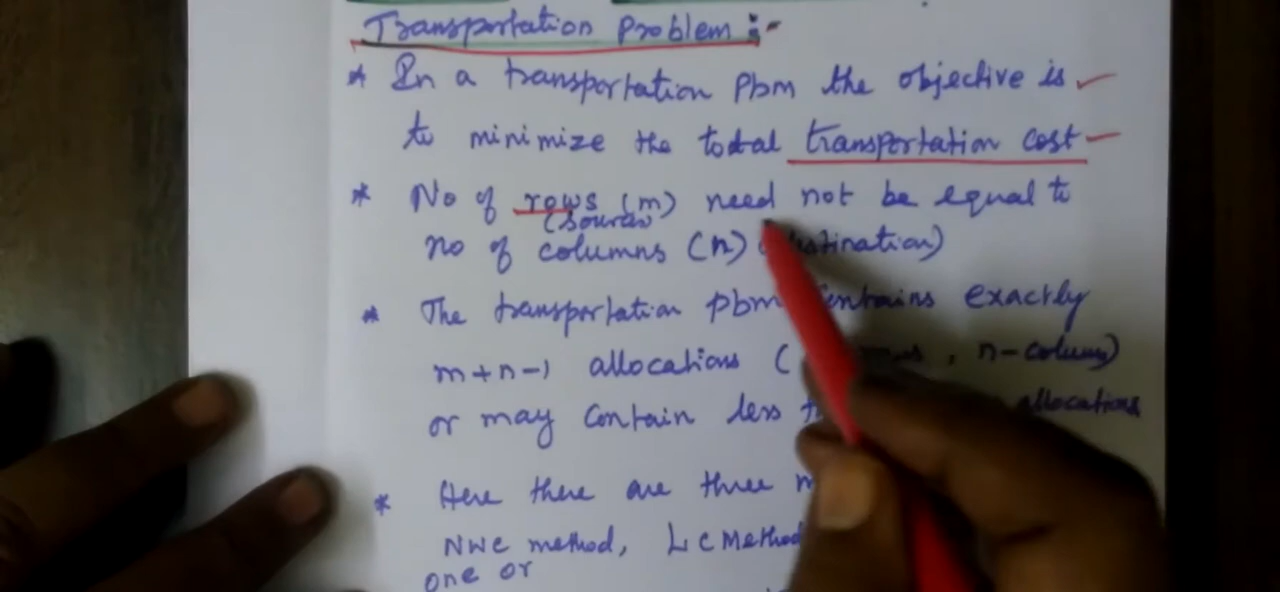 Transportation Problem :-
* In a transportation Pbm the objective is
to minimize the total transportation cost
* No of rows (m) need not be equal to
(Sources
no of columns (n) destination)
* The transportation pbm contains exactly
m+n-1 allocations ( , n-column)
or may contain less allocations
* Here there are three
NWC method, LC Method
one or